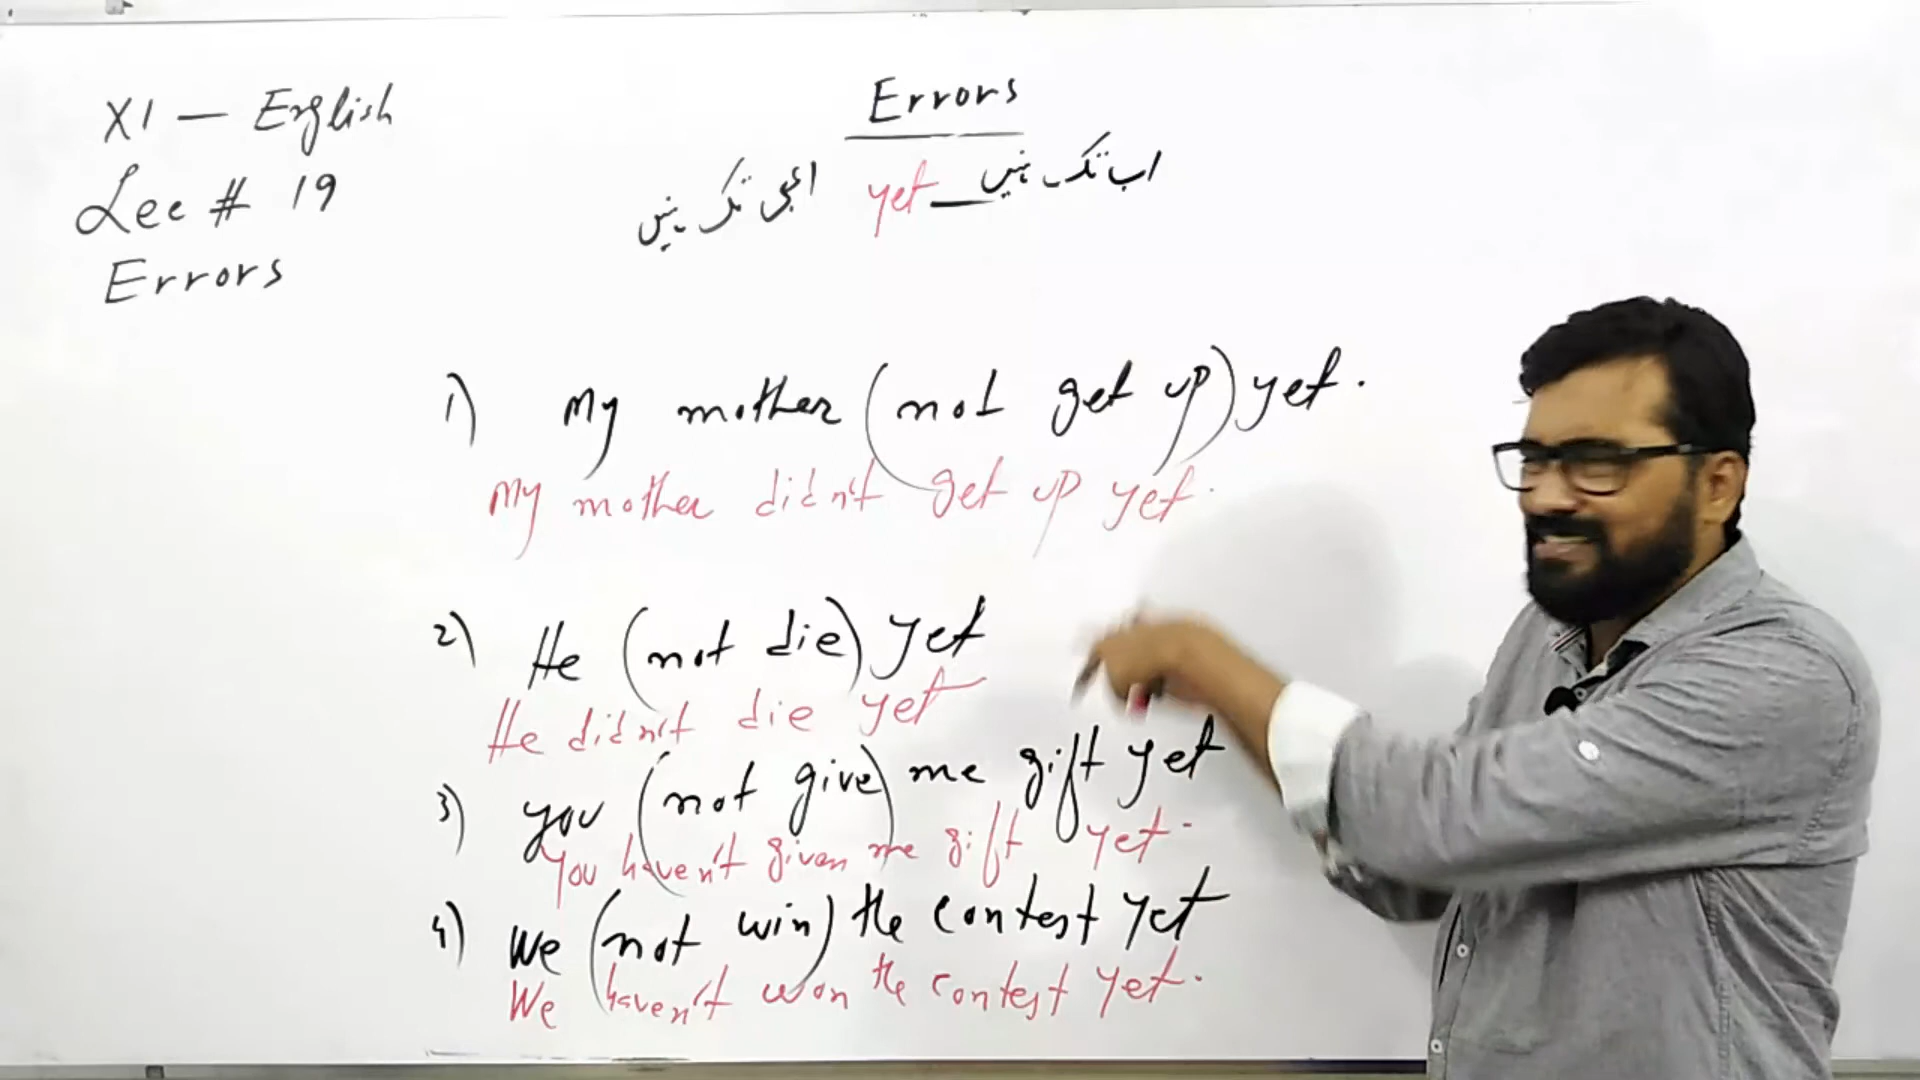 XI — English
Lec # 19
Errors
Errors
ابھی تک نہیں yet — اب تک نہیں
1) My mother (not get up) yet.
My mother didn't get up yet.
2) He (not die) yet
He didn't die yet
3) you (not give) me gift yet
You haven't given me gift yet.
4) We (not win) the contest yet
We haven't won the contest yet.